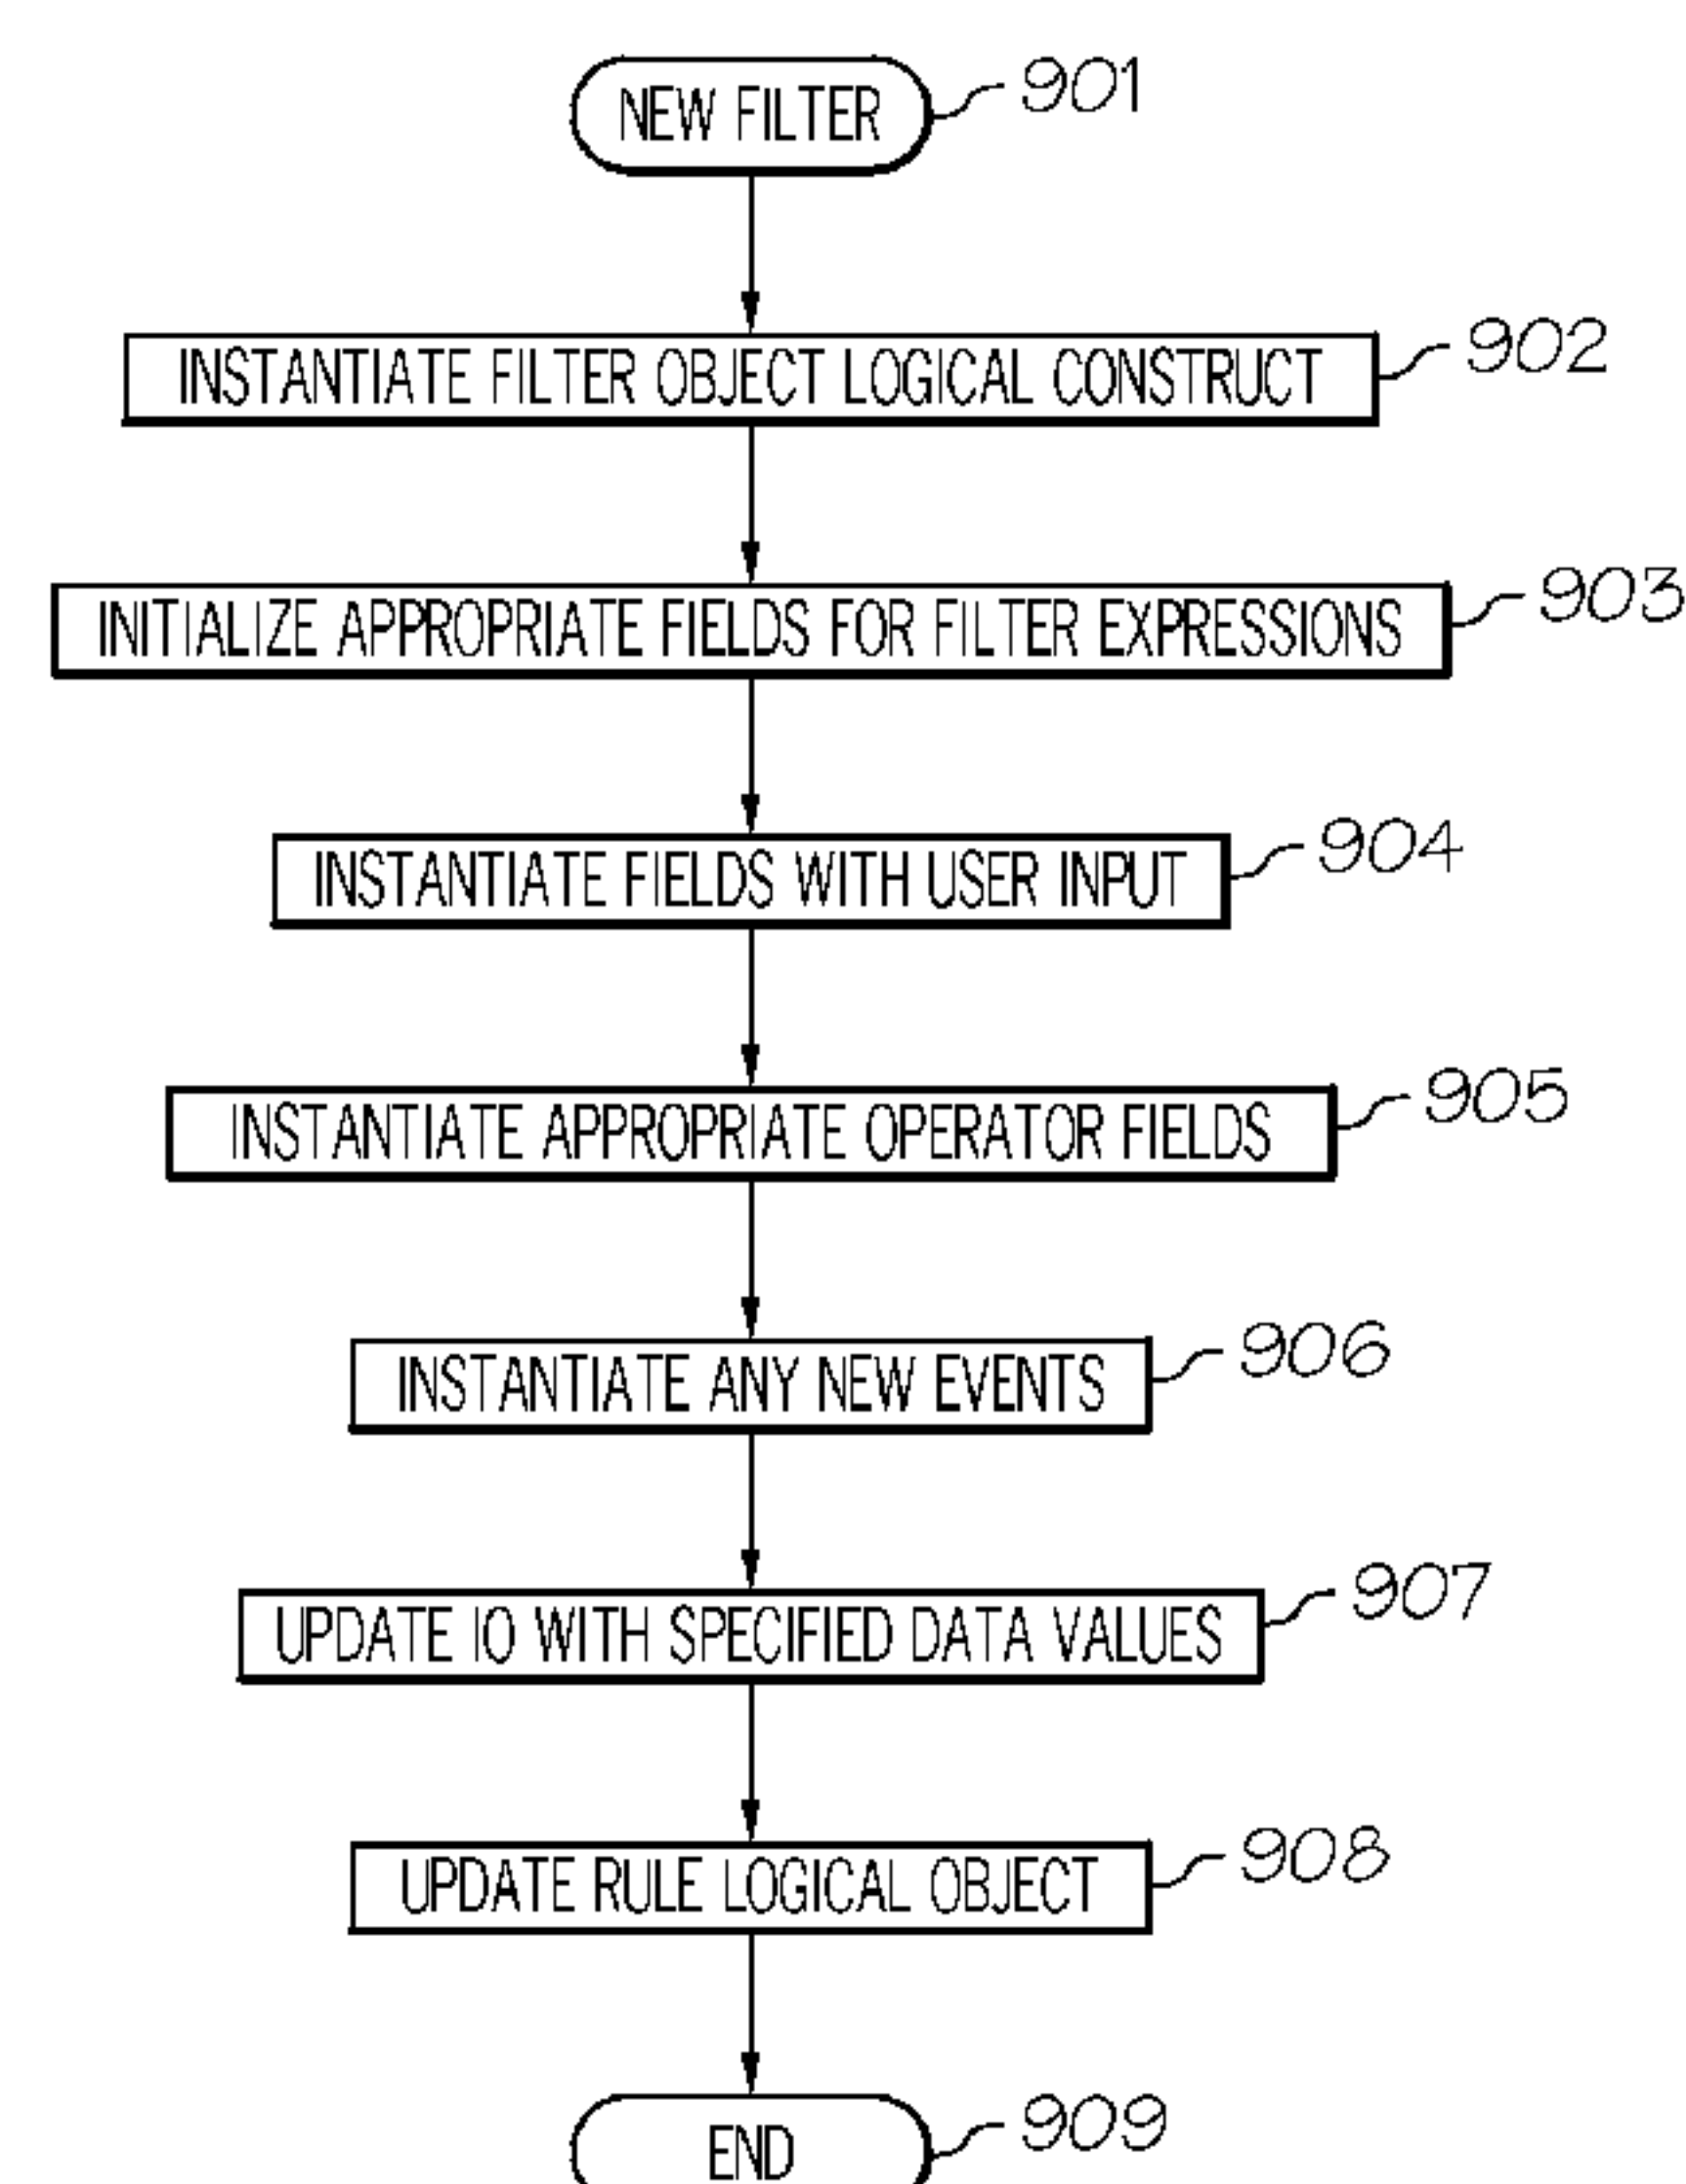 NEW FILTER 901
INSTANTIATE FILTER OBJECT LOGICAL CONSTRUCT 902
INITIALIZE APPROPRIATE FIELDS FOR FILTER EXPRESSIONS 903
INSTANTIATE FIELDS WITH USER INPUT 904
INSTANTIATE APPROPRIATE OPERATOR FIELDS 905
INSTANTIATE ANY NEW EVENTS 906
UPDATE IO WITH SPECIFIED DATA VALUES 907
UPDATE RULE LOGICAL OBJECT 908
END 909